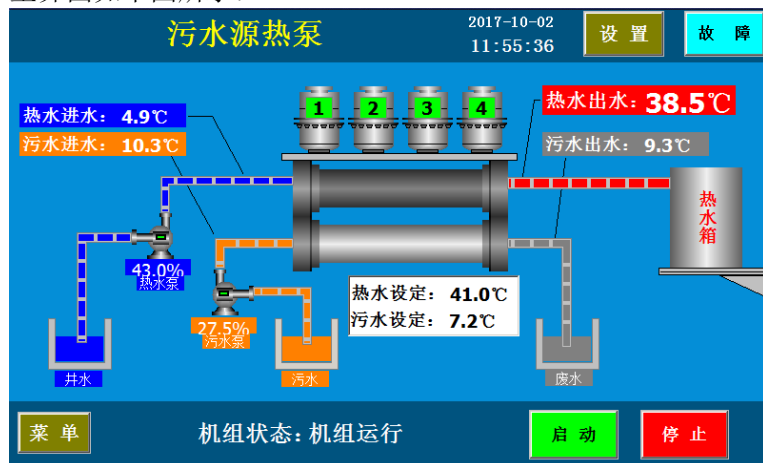 污水源热泵
2017-10-02
11:55:36
设 置
故 障
热水进水: 4.9℃
污水进水: 10.3℃
1 2 3 4
热水出水: 38.5℃
污水出水: 9.3℃
热水箱
43.0%
热水泵
27.5%
污水泵
热水设定: 41.0℃
污水设定: 7.2℃
井水
污水
废水
菜 单
机组状态: 机组运行
启 动
停 止